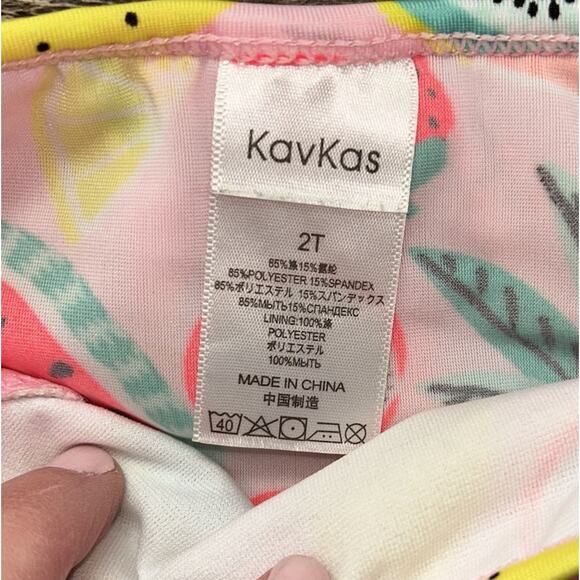 KavKas
2T
85%涤15%氨纶
85%POLYESTER 15%SPANDEX
85%ポリエステル 15%スパンデックス
85%МЫТЬ15%СПАНДЕКС
LINING:100%
POLYESTER
ポリエステル
100%МЫТЬ
MADE IN CHINA
中国制造
40